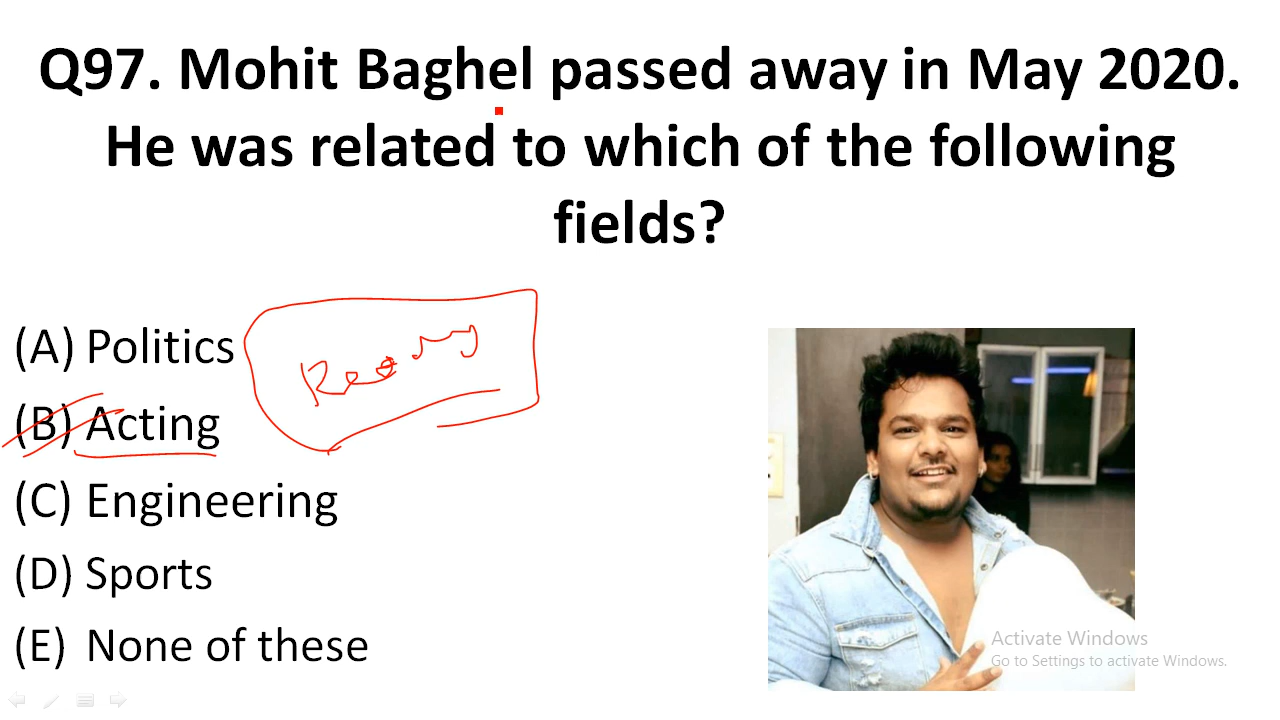 Q97. Mohit Baghel passed away in May 2020.
He was related to which of the following
fields?
(A) Politics
(B) Acting
(C) Engineering
(D) Sports
(E) None of these
Activate Windows
Go to Settings to activate Windows.